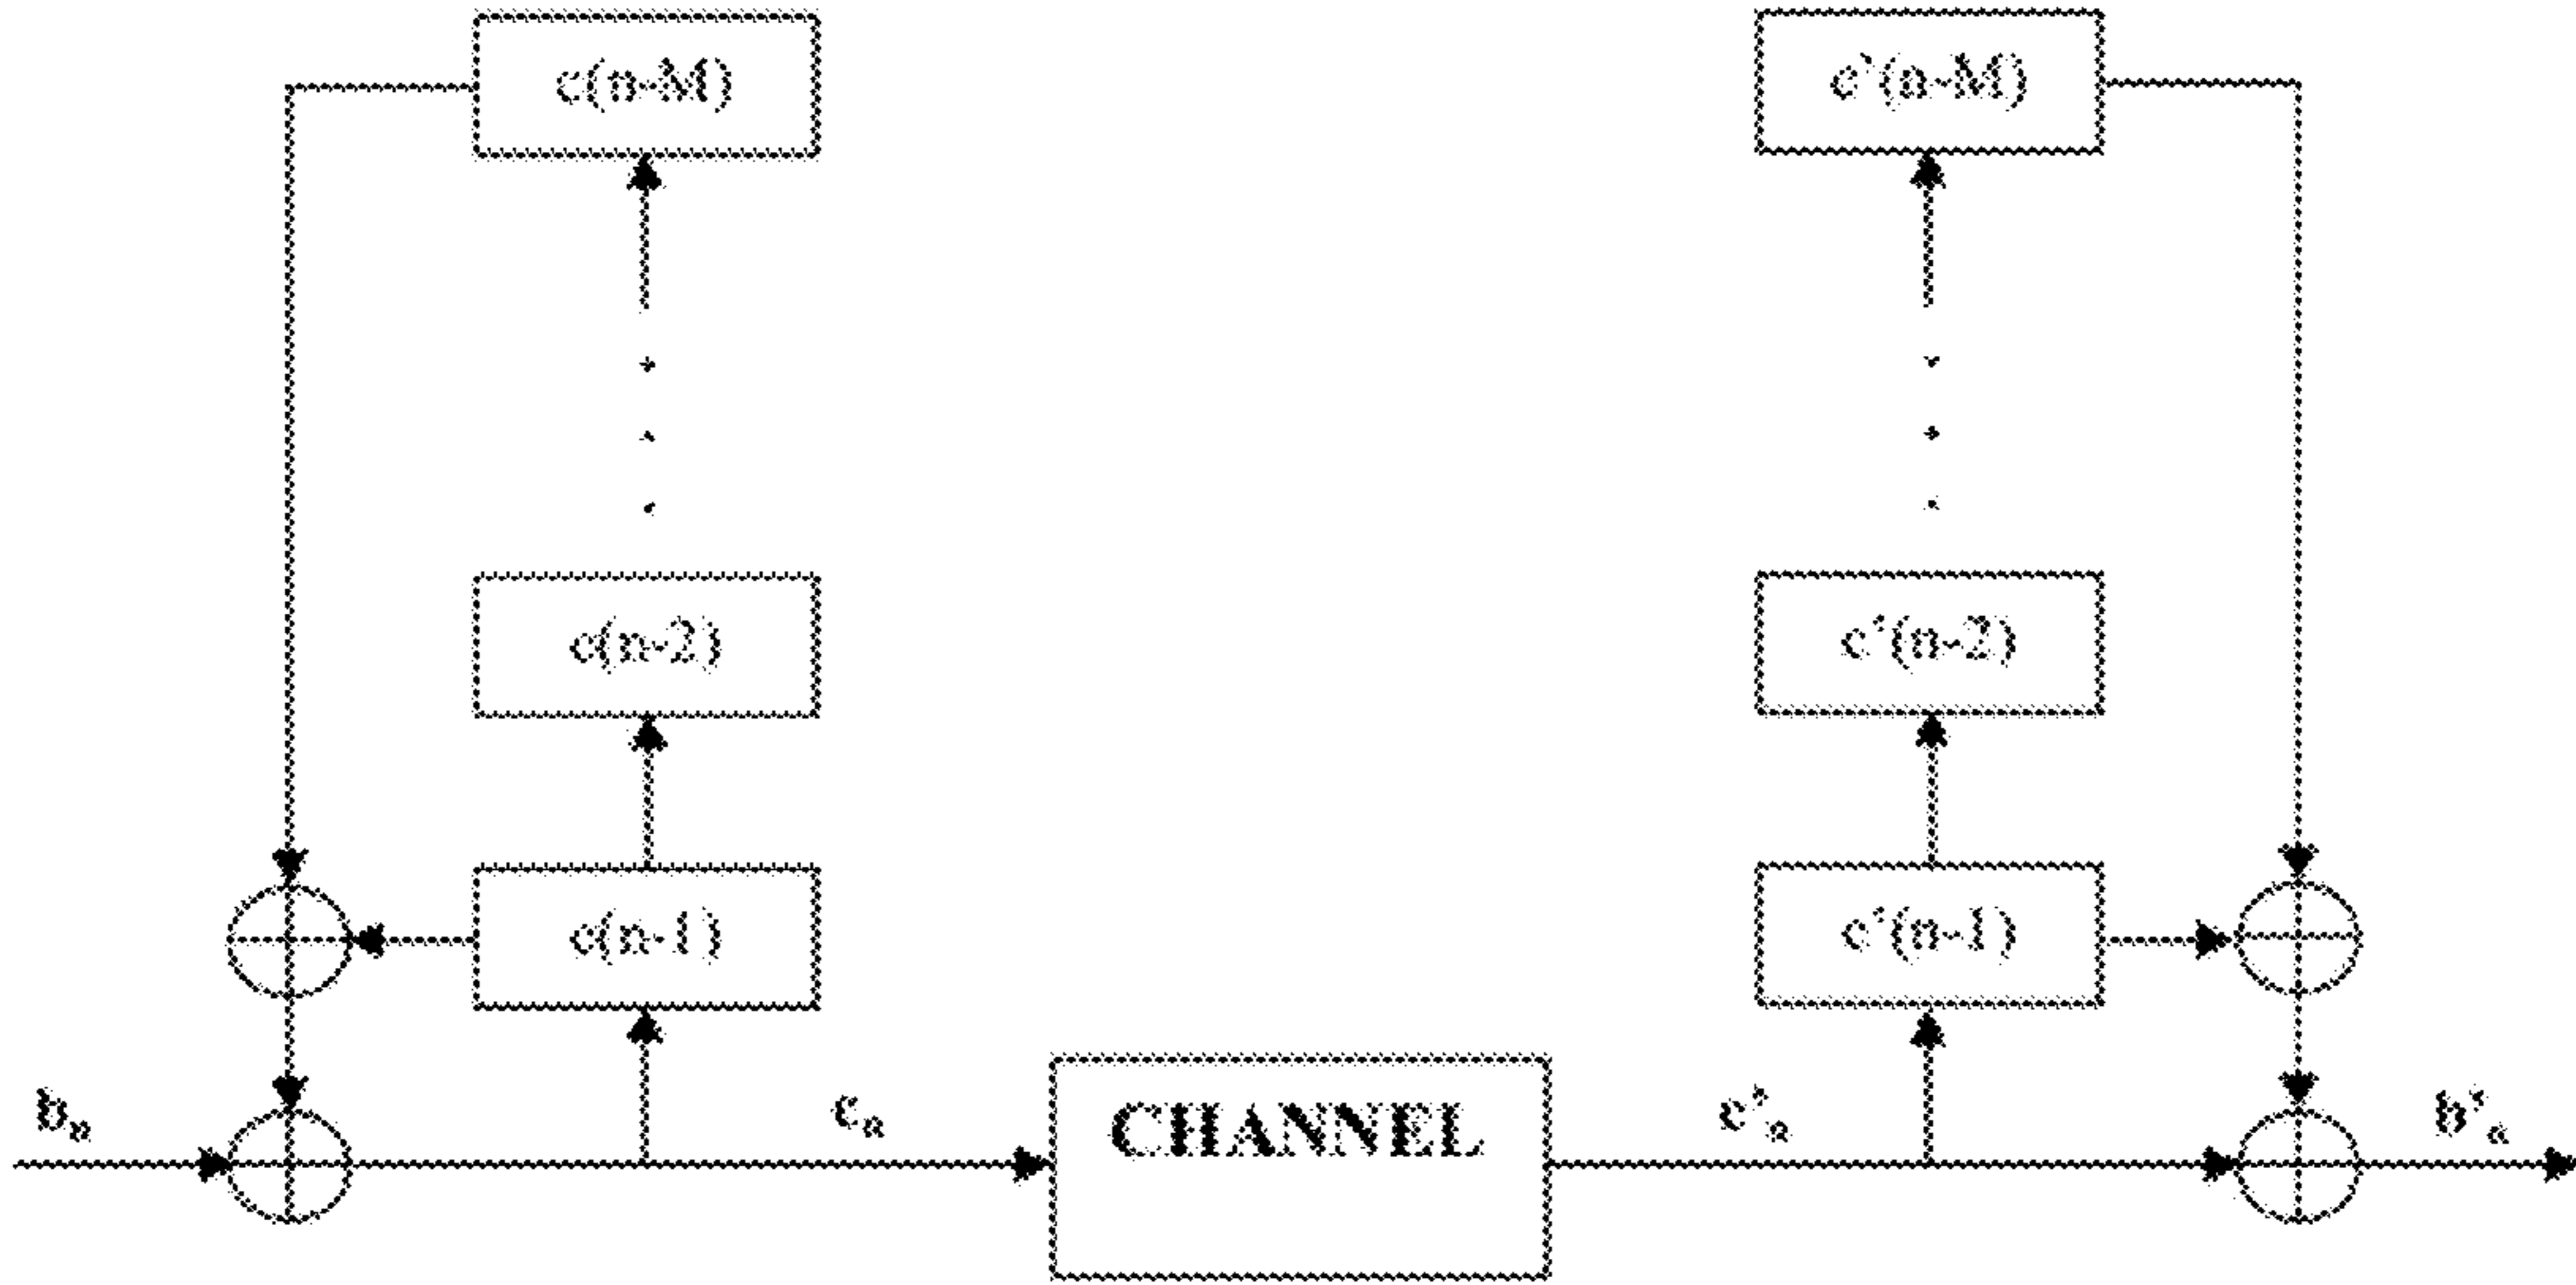 c(n-M)
c'(n-M)
c(n-2)
c'(n-2)
c(n-1)
c'(n-1)
bₙ
cₙ
CHANNEL
c'ₙ
b'ₙ